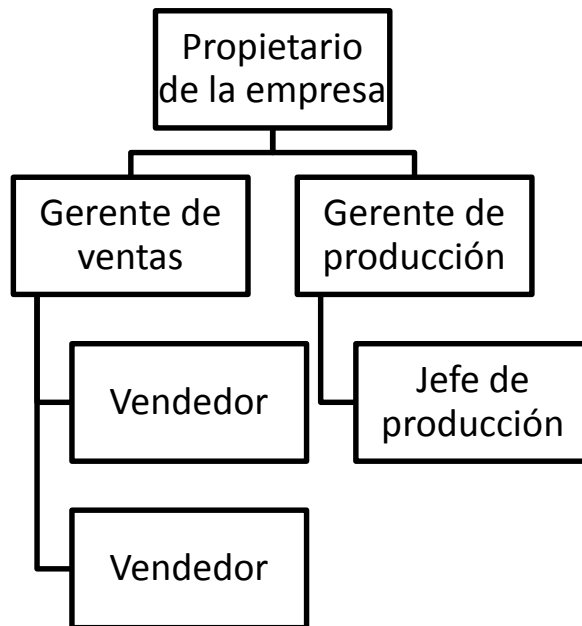 Propietario
de la empresa
Gerente de
ventas
Gerente de
producción
Vendedor
Jefe de
producción
Vendedor